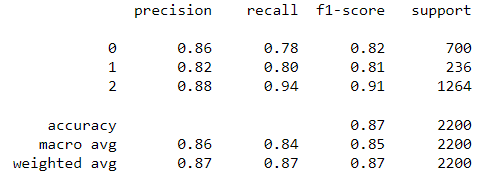 precision recall f1-score support
0 0.86 0.78 0.82 700
1 0.82 0.80 0.81 236
2 0.88 0.94 0.91 1264
accuracy 0.87 2200
macro avg 0.86 0.84 0.85 2200
weighted avg 0.87 0.87 0.87 2200